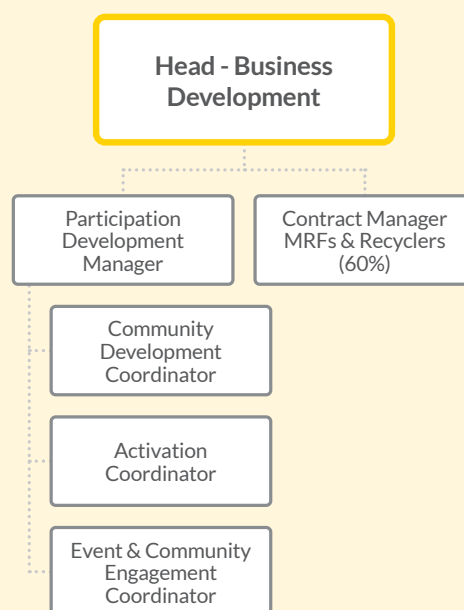 Head - Business
Development
Participation
Development
Manager
Contract Manager
MRFs & Recyclers
(60%)
Community
Development
Coordinator
Activation
Coordinator
Event & Community
Engagement
Coordinator